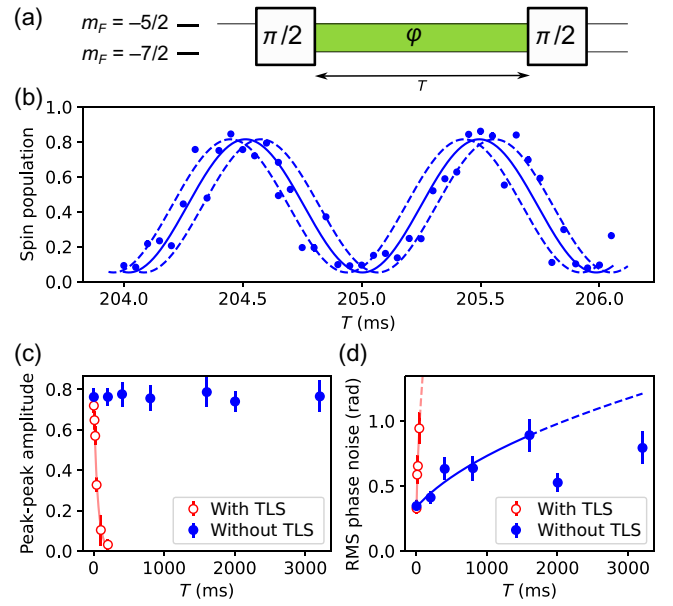 (a)
m_F = –5/2
m_F = –7/2
π/2
φ
π/2
T
(b)
Spin population
1.0
0.8
0.6
0.4
0.2
0.0
204.0 204.5 205.0 205.5 206.0
T (ms)
(c)
Peak-peak amplitude
0.8
0.6
0.4
0.2
0.0
With TLS
Without TLS
0 1000 2000 3000
T (ms)
(d)
RMS phase noise (rad)
1.0
0.5
0.0
With TLS
Without TLS
0 1000 2000 3000
T (ms)